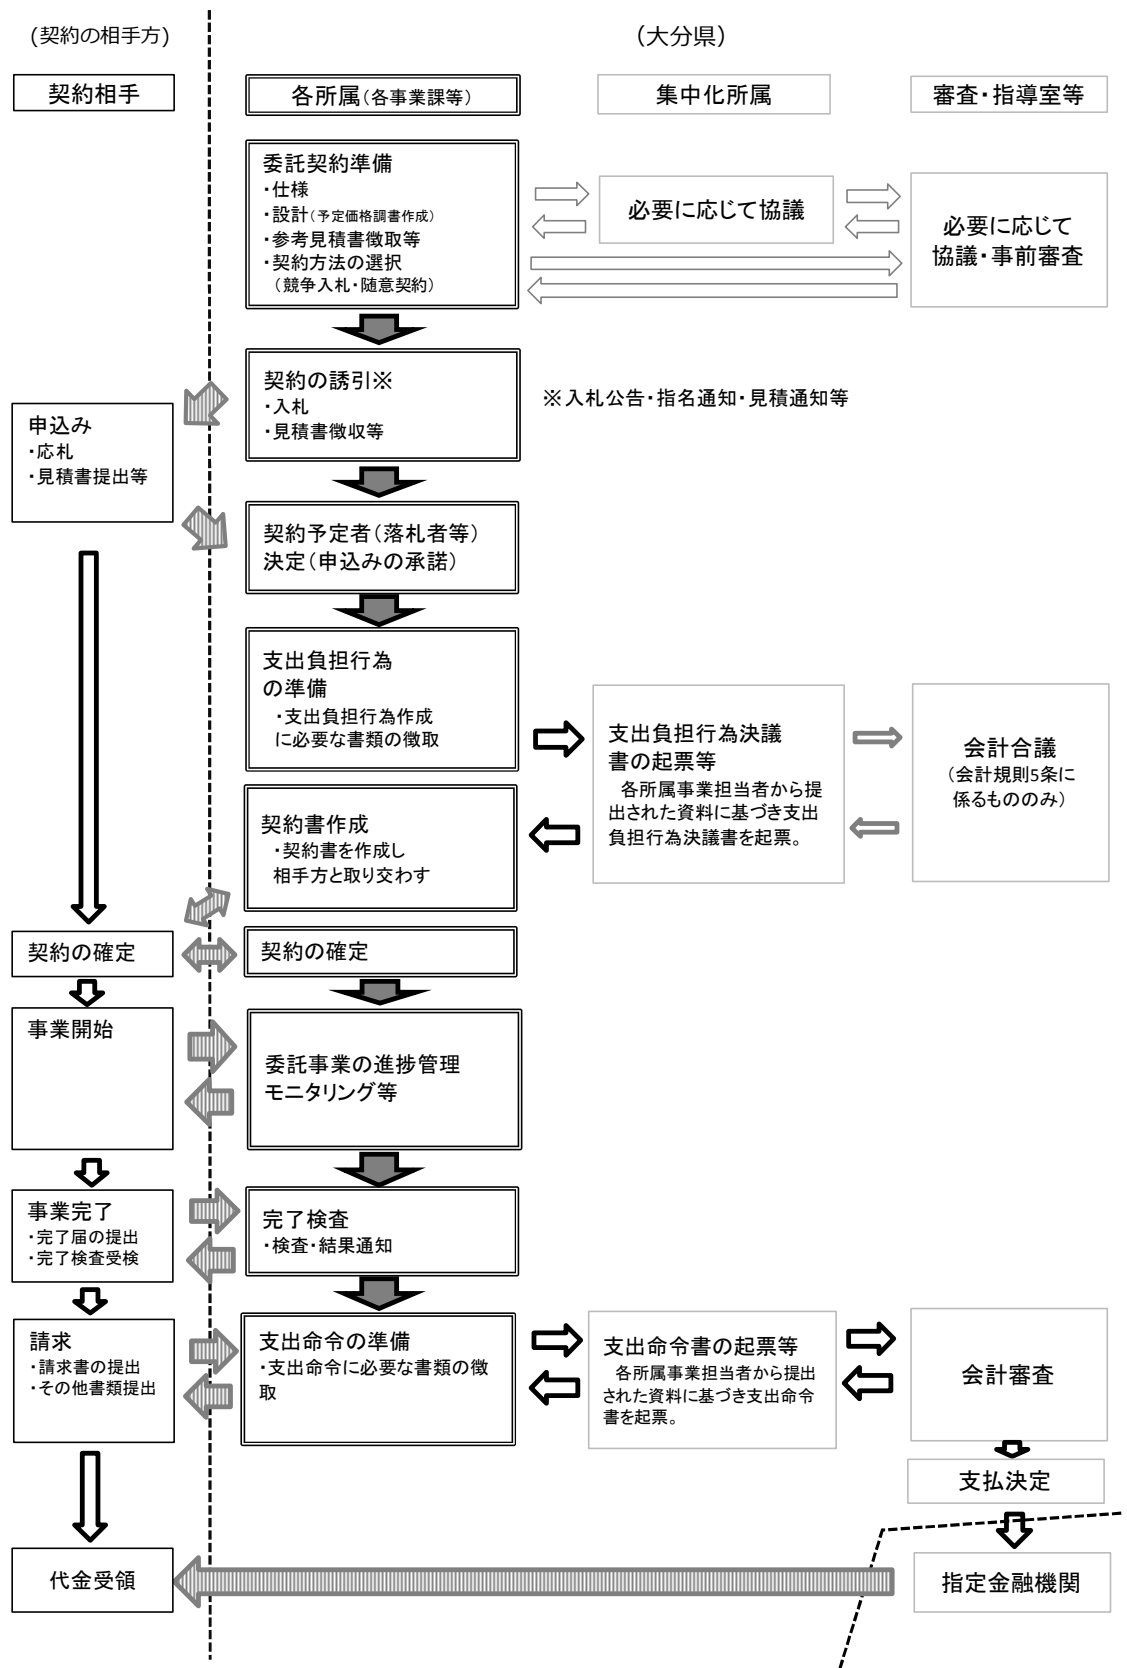 (契約の相手方)
(大分県)
契約相手
各所属(各事業課等)
集中化所属
審査・指導室等
委託契約準備
・仕様
・設計(予定価格調書作成)
・参考見積書徴取等
・契約方法の選択
(競争入札・随意契約)
必要に応じて協議
必要に応じて
協議・事前審査
契約の誘引※
・入札
・見積書徴収等
※入札公告・指名通知・見積通知等
申込み
・応札
・見積書提出等
契約予定者(落札者等)
決定(申込みの承諾)
支出負担行為
の準備
・支出負担行為作成
に必要な書類の徴取
支出負担行為決議
書の起票等
各所属事業担当者から提
出された資料に基づき支出
負担行為決議書を起票。
会計合議
(会計規則5条に
係るもののみ)
契約書作成
・契約書を作成し
相手方と取り交わす
契約の確定
契約の確定
事業開始
委託事業の進捗管理
モニタリング等
事業完了
・完了届の提出
・完了検査受検
完了検査
・検査・結果通知
請求
・請求書の提出
・その他書類提出
支出命令の準備
・支出命令に必要な書類の徴
取
支出命令書の起票等
各所属事業担当者から提出
された資料に基づき支出命令
書を起票。
会計審査
支払決定
代金受領
指定金融機関